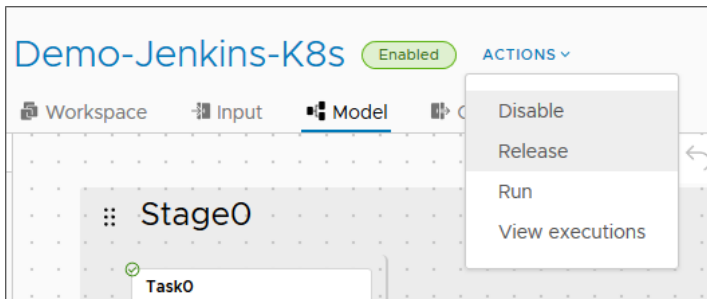 Demo-Jenkins-K8s Enabled ACTIONS
Workspace Input Model
Disable
Release
Run
View executions
Stage0
Task0